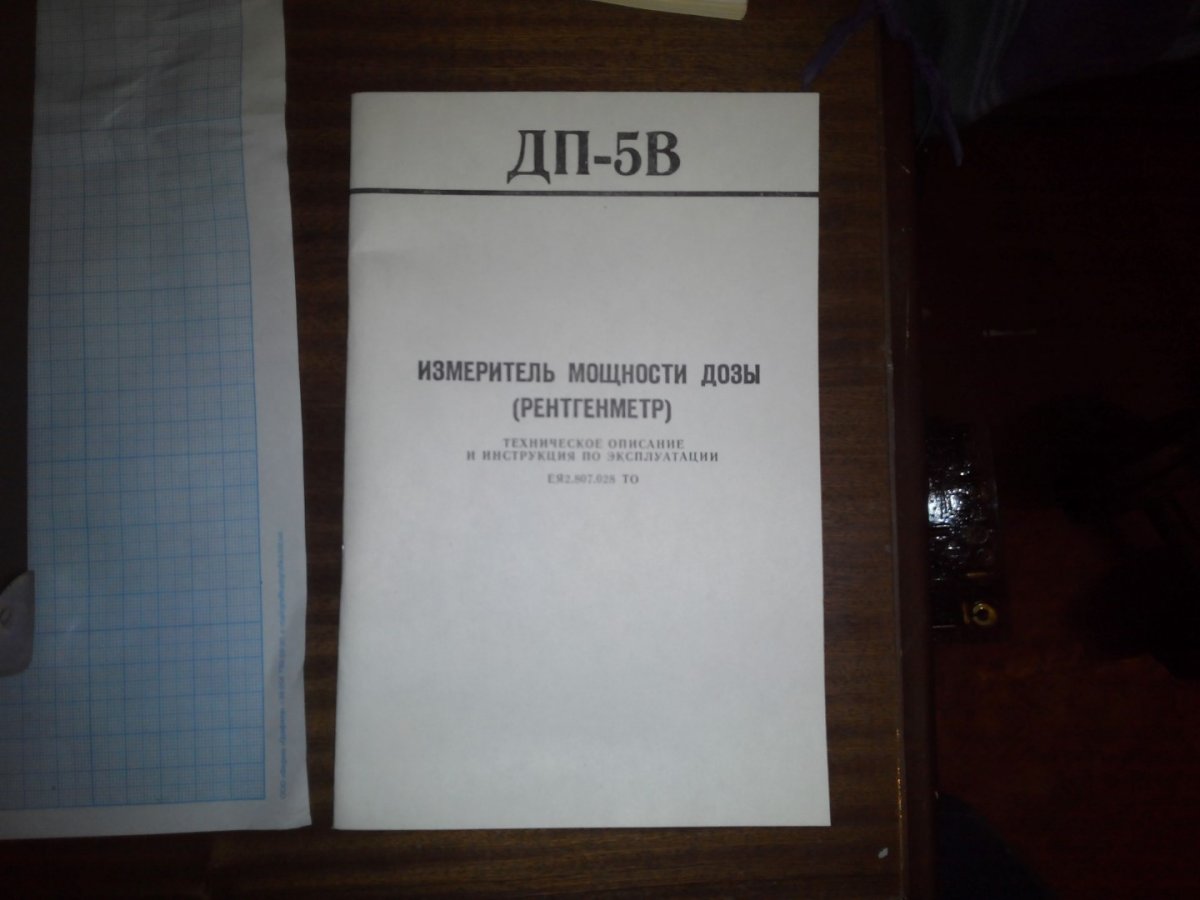 ДП-5В
ИЗМЕРИТЕЛЬ МОЩНОСТИ ДОЗЫ
(РЕНТГЕНМЕТР)
ТЕХНИЧЕСКОЕ ОПИСАНИЕ
И ИНСТРУКЦИЯ ПО ЭКСПЛУАТАЦИИ
ЕЯ2.807.028 ТО